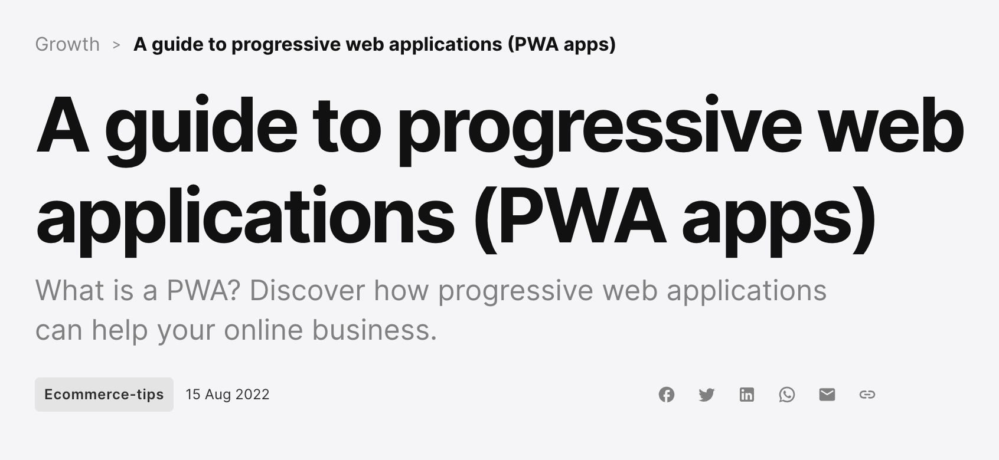 Growth > A guide to progressive web applications (PWA apps)
A guide to progressive web
applications (PWA apps)
What is a PWA? Discover how progressive web applications
can help your online business.
Ecommerce-tips 15 Aug 2022